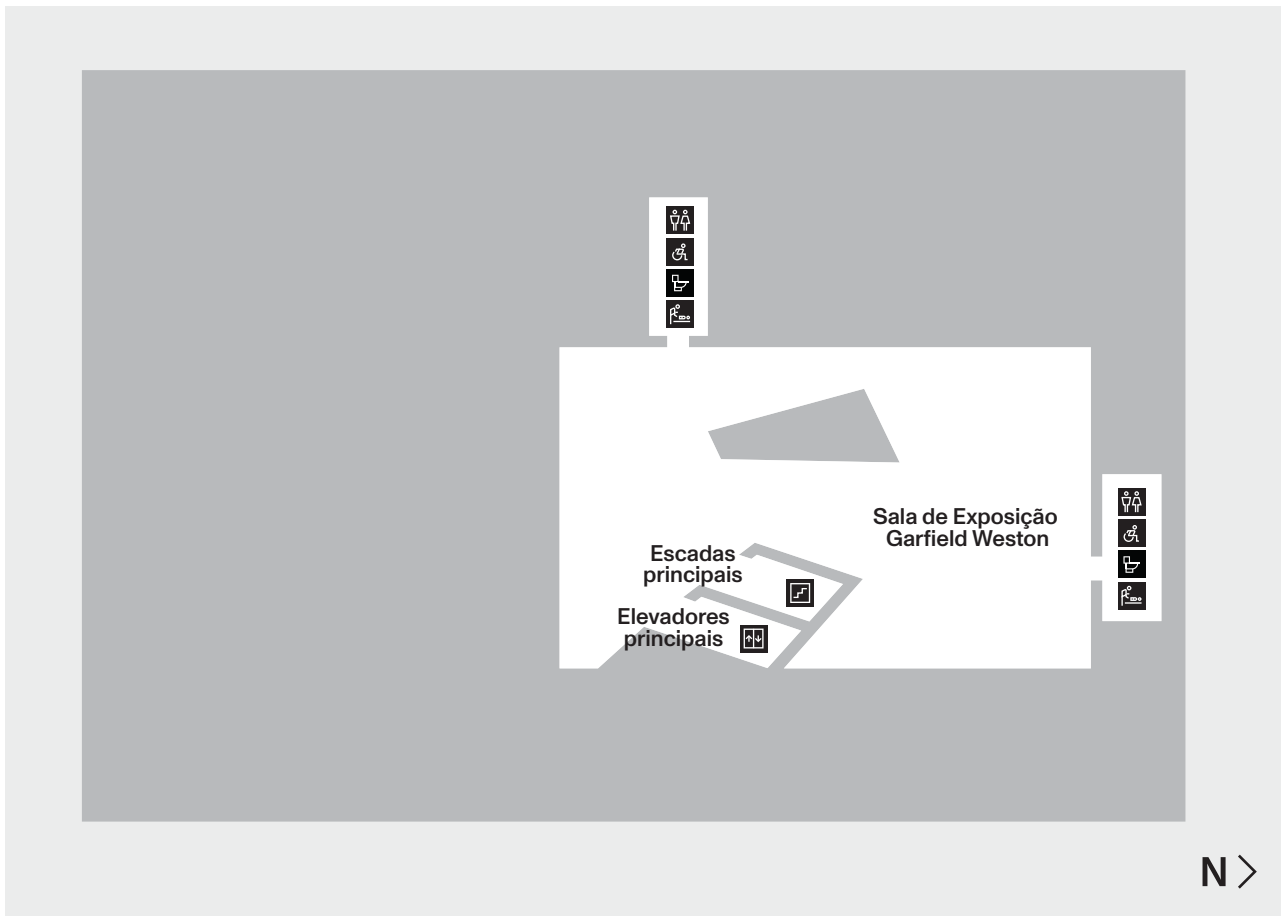 Sala de Exposição
Garfield Weston
Escadas
principais
Elevadores
principais
N